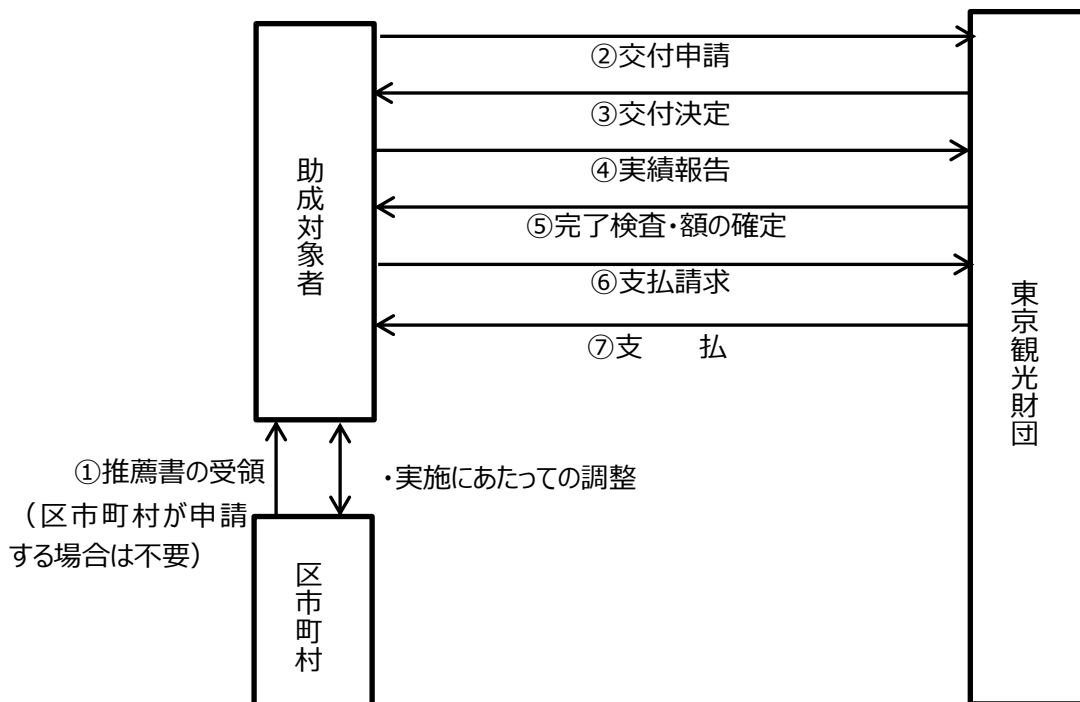 ②交付申請
③交付決定
④実績報告
⑤完了検査・額の確定
⑥支払請求
⑦支　　払
助成対象者
東京観光財団
①推薦書の受領
（区市町村が申請
する場合は不要）
・実施にあたっての調整
区市町村